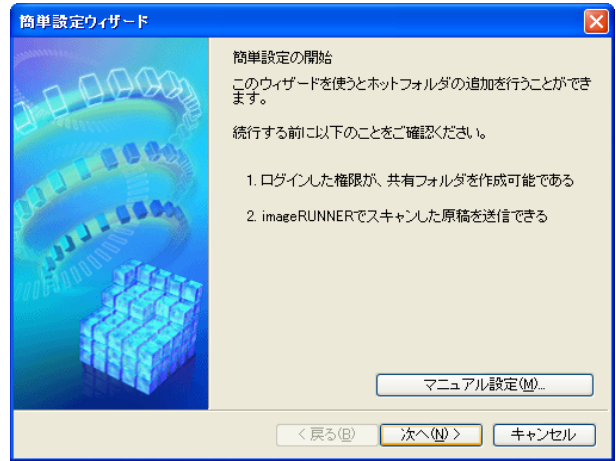 簡単設定ウィザード
簡単設定の開始
このウィザードを使うとホットフォルダの追加を行うことができ
ます。
続行する前に以下のことをご確認ください。
1. ログインした権限が、共有フォルダを作成可能である
2. imageRUNNERでスキャンした原稿を送信できる
マニュアル設定(M)...
< 戻る(B) 次へ(N) > キャンセル